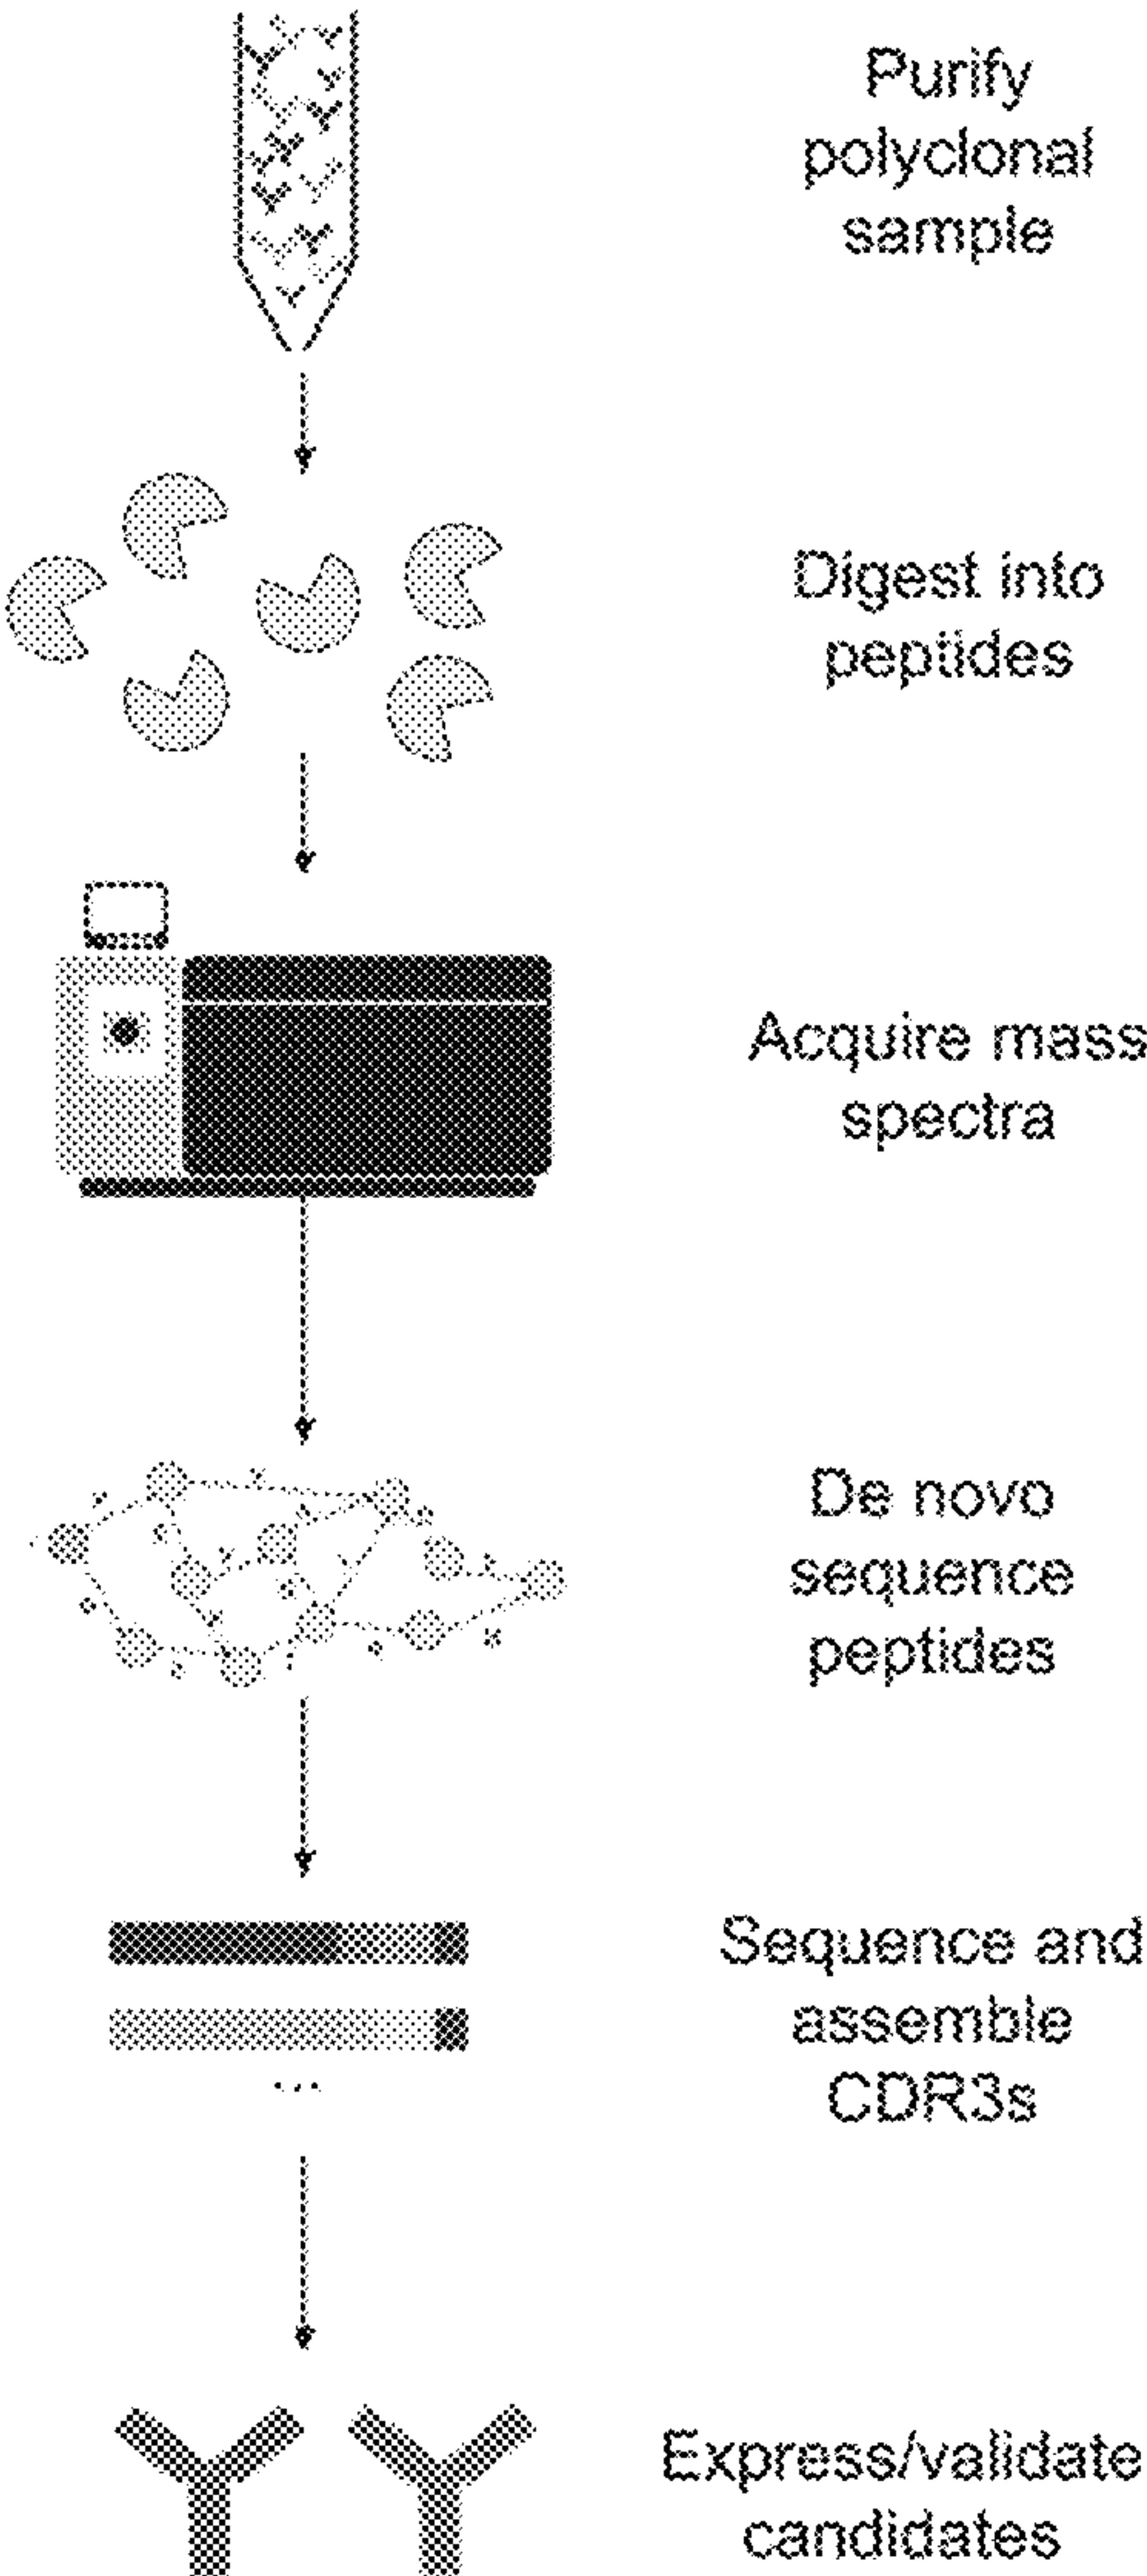 Purify
polyclonal
sample
Digest into
peptides
Acquire mass
spectra
De novo
sequence
peptides
Sequence and
assemble
CDR3s
Express/validate
candidates